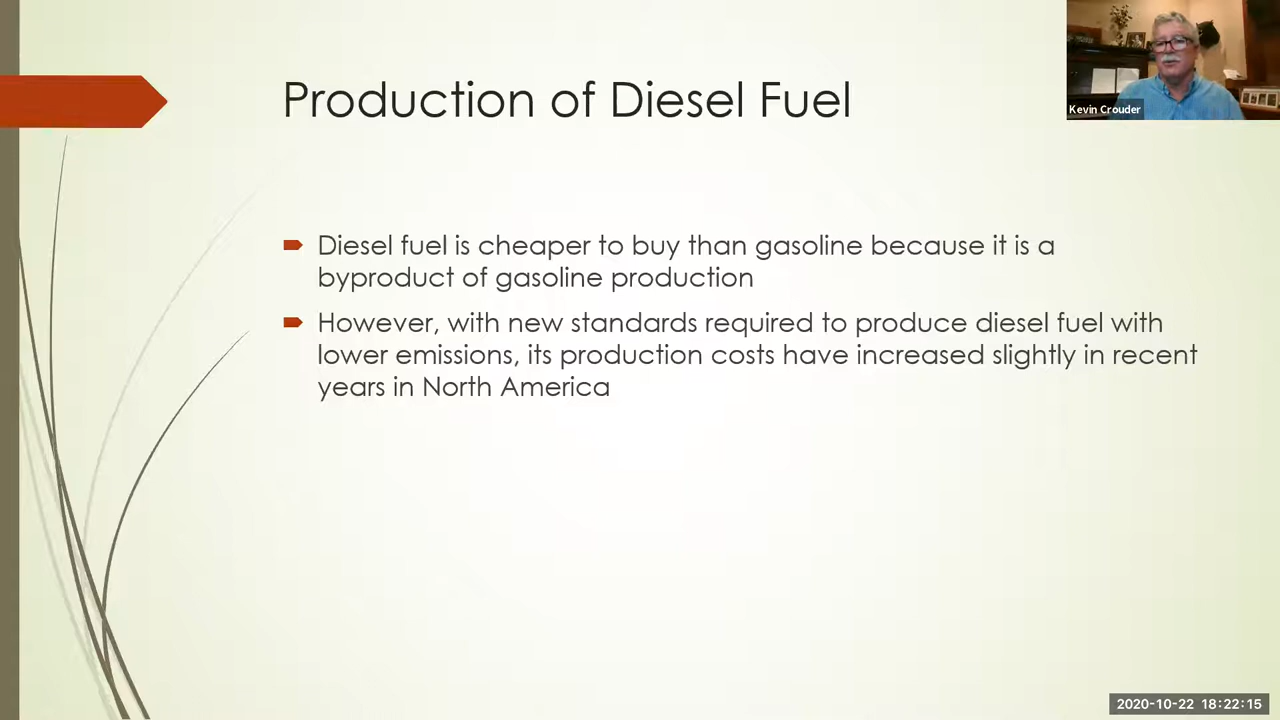 Production of Diesel Fuel
Kevin Crouder
Diesel fuel is cheaper to buy than gasoline because it is a
byproduct of gasoline production
However, with new standards required to produce diesel fuel with
lower emissions, its production costs have increased slightly in recent
years in North America
2020-10-22 18:22:15